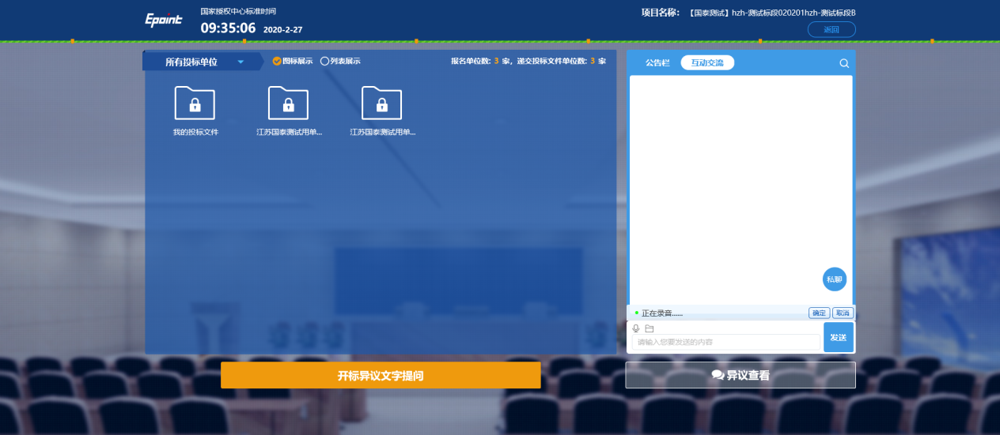 Epoint
国家授权中心标准时间
09:35:06 2020-2-27
项目名称： 【国泰测试】hzh-测试标段020201hzh-测试标段B
返回
所有投标单位
图标展示 列表展示
报名单位数: 3 家, 递交投标文件单位数: 3 家
我的投标文件
江苏国泰测试用单...
江苏国泰测试用单...
公告栏 互动交流
私聊
正在录音...... 确定 取消
请输入您要发送的内容
发送
开标异议文字提问
异议查看